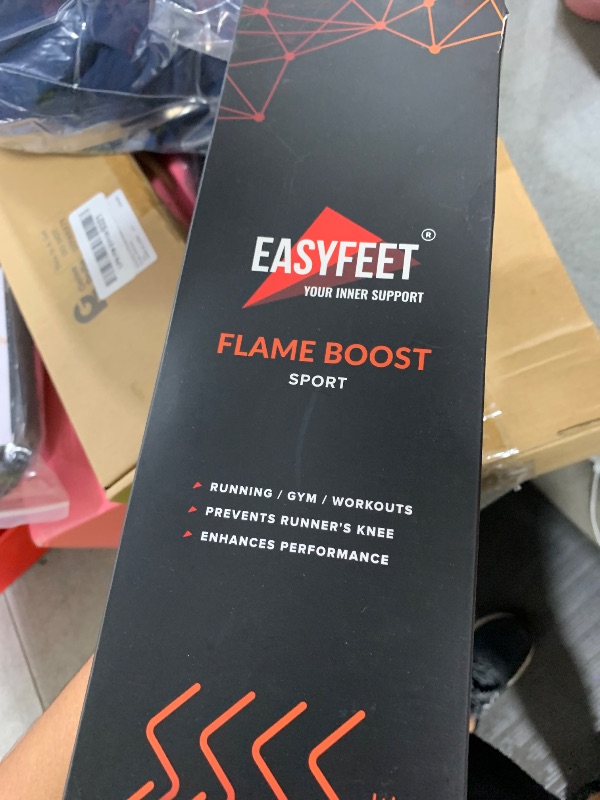 EASYFEET®
YOUR INNER SUPPORT
FLAME BOOST
SPORT
RUNNING / GYM / WORKOUTS
PREVENTS RUNNER'S KNEE
ENHANCES PERFORMANCE